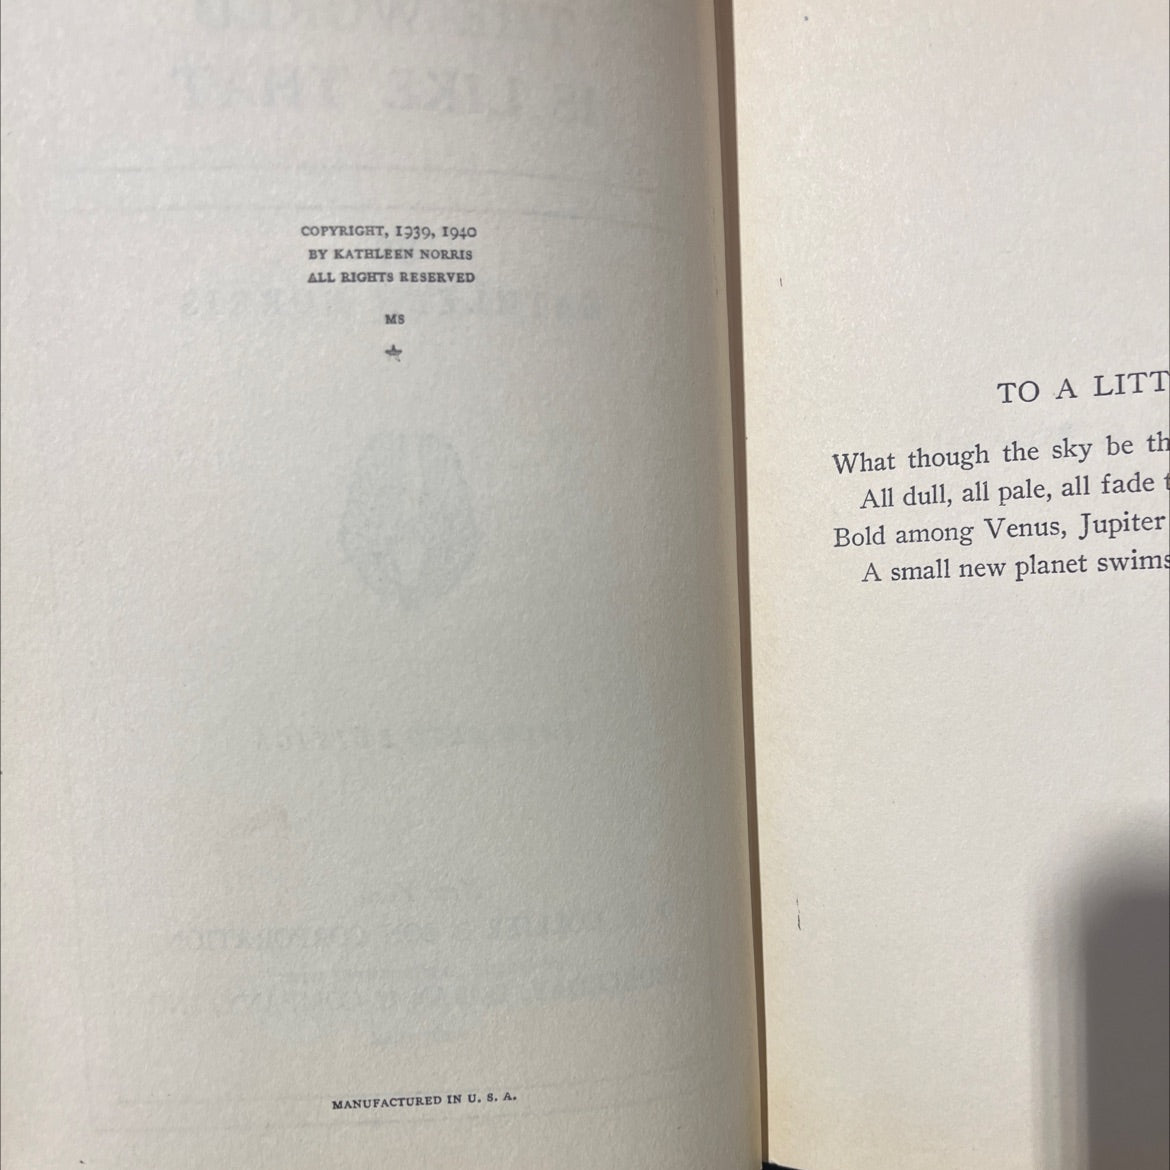 COPYRIGHT, 1939, 1940
BY KATHLEEN NORRIS
ALL RIGHTS RESERVED
MS
MANUFACTURED IN U. S. A.
TO A LITT
What though the sky be th
All dull, all pale, all fade t
Bold among Venus, Jupiter
A small new planet swims